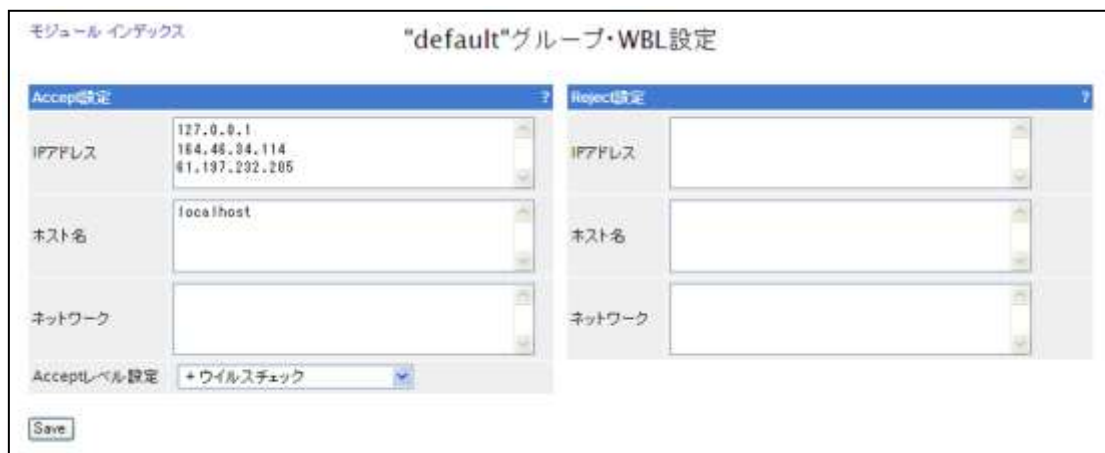 モジュール インデックス
"default"グループ・WBL設定
Accept設定 ?
IPアドレス
127.0.0.1
164.46.34.114
61.197.232.205
ホスト名
localhost
ネットワーク
Acceptレベル設定
+ウイルスチェック
Reject設定 ?
IPアドレス
ホスト名
ネットワーク
Save